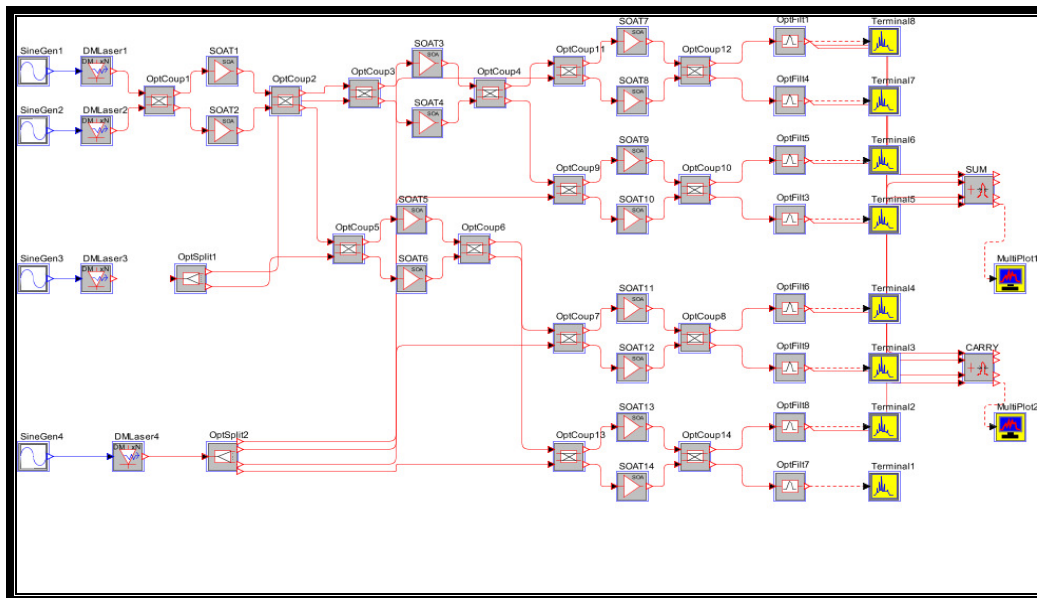 SineGen1 DMLaser1 SOAT1 SOAT3 SOAT7 OptFilt1 Terminal8
OptCoup1 OptCoup2 OptCoup3 OptCoup4 OptCoup11 OptCoup12
SineGen2 DMLaser2 SOAT2 SOAT4 SOAT8 OptFilt4 Terminal7
SOAT9 OptFilt5 Terminal6
OptCoup9 OptCoup10 SUM
SOAT5 SOAT10 OptFilt3 Terminal5
OptCoup5 OptCoup6
SineGen3 DMLaser3 OptSplit1 SOAT6 MultiPlot1
SOAT11 OptFilt6 Terminal4
OptCoup7 OptCoup8
SOAT12 OptFilt9 Terminal3 CARRY
SOAT13 OptFilt8 Terminal2 MultiPlot2
SineGen4 DMLaser4 OptSplit2 OptCoup13 OptCoup14
SOAT14 OptFilt7 Terminal1